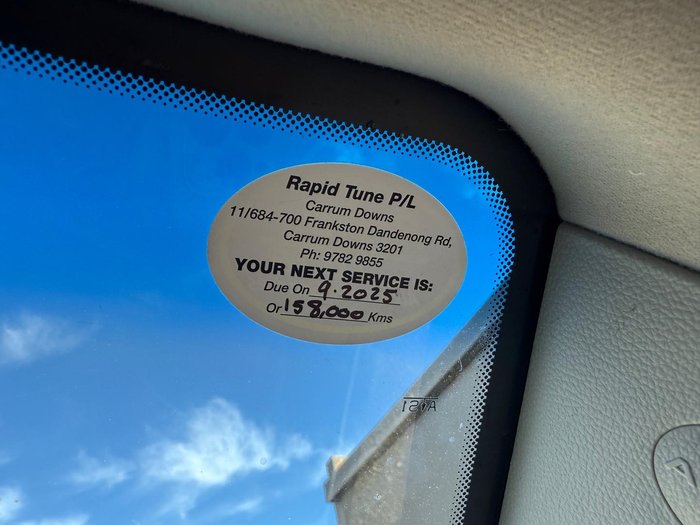 Rapid Tune P/L
Carrum Downs
11/684-700 Frankston Dandenong Rd,
Carrum Downs 3201
Ph: 9782 9855
YOUR NEXT SERVICE IS:
Due On 9.2025
Or 158,000 Kms